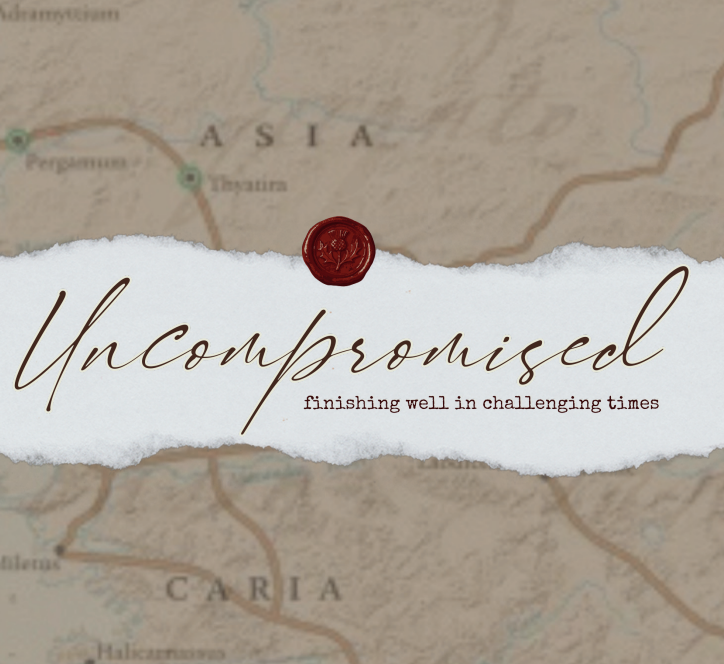 Adramyttium
ASIA
Pergamum
Thyatira
Uncompromised
finishing well in challenging times
Miletus
CARIA
Halicarnassus